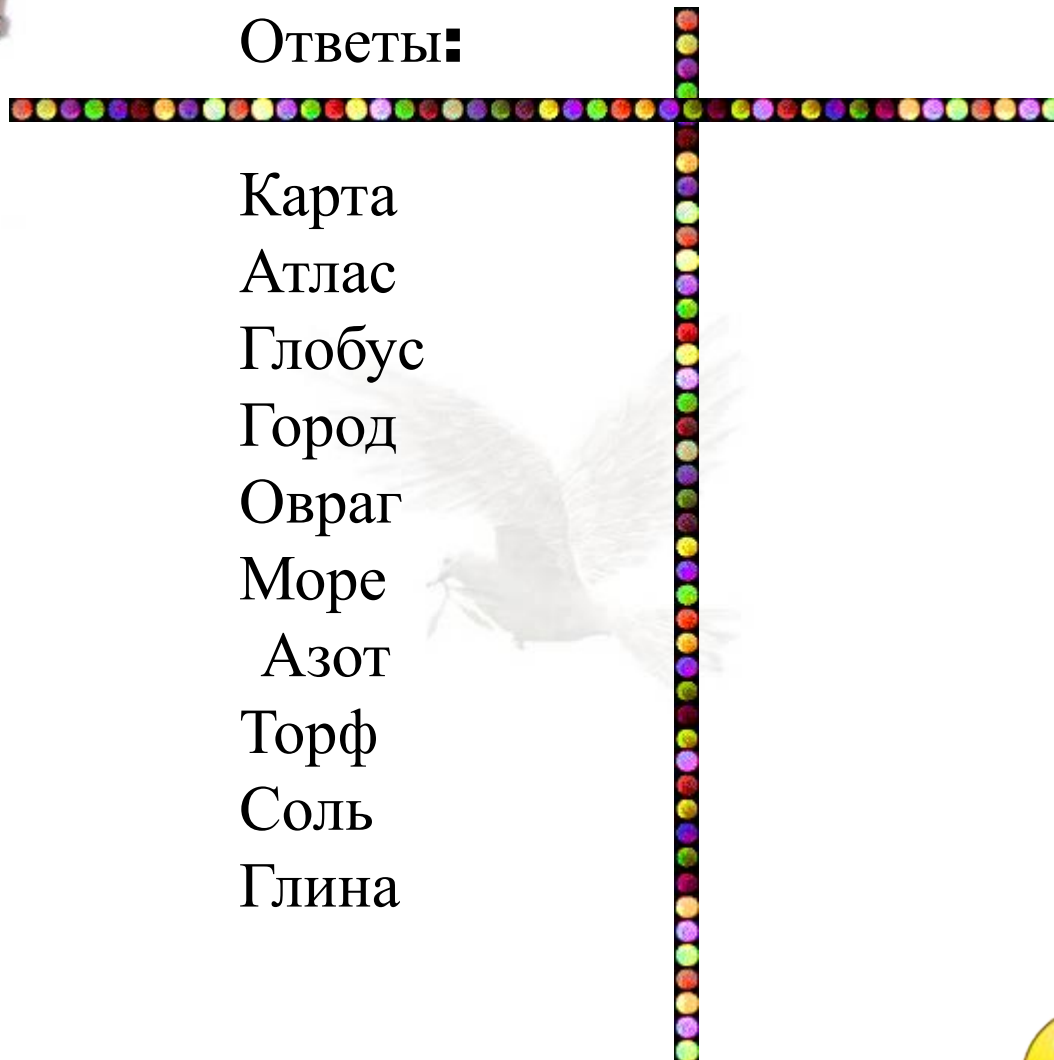 Ответы:
Карта
Атлас
Глобус
Город
Овраг
Море
Азот
Торф
Соль
Глина